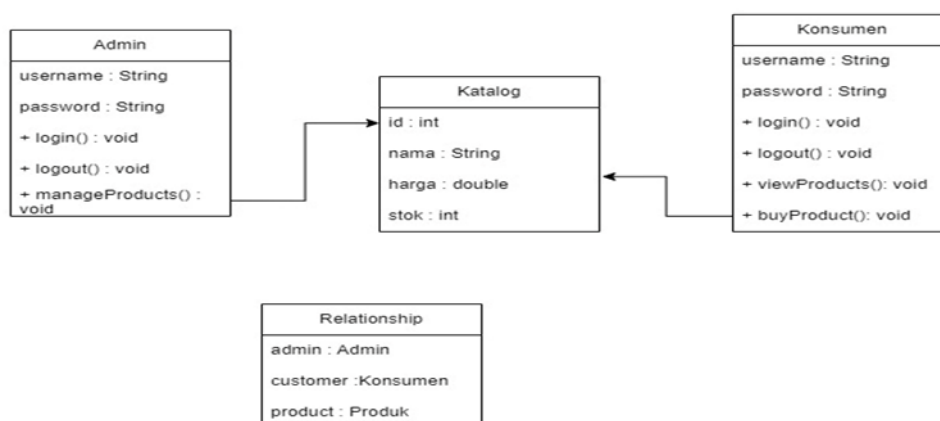 Admin
username : String
password : String
+ login() : void
+ logout() : void
+ manageProducts() :
void
Katalog
id : int
nama : String
harga : double
stok : int
Konsumen
username : String
password : String
+ login() : void
+ logout() : void
+ viewProducts(): void
+ buyProduct(): void
Relationship
admin : Admin
customer :Konsumen
product : Produk